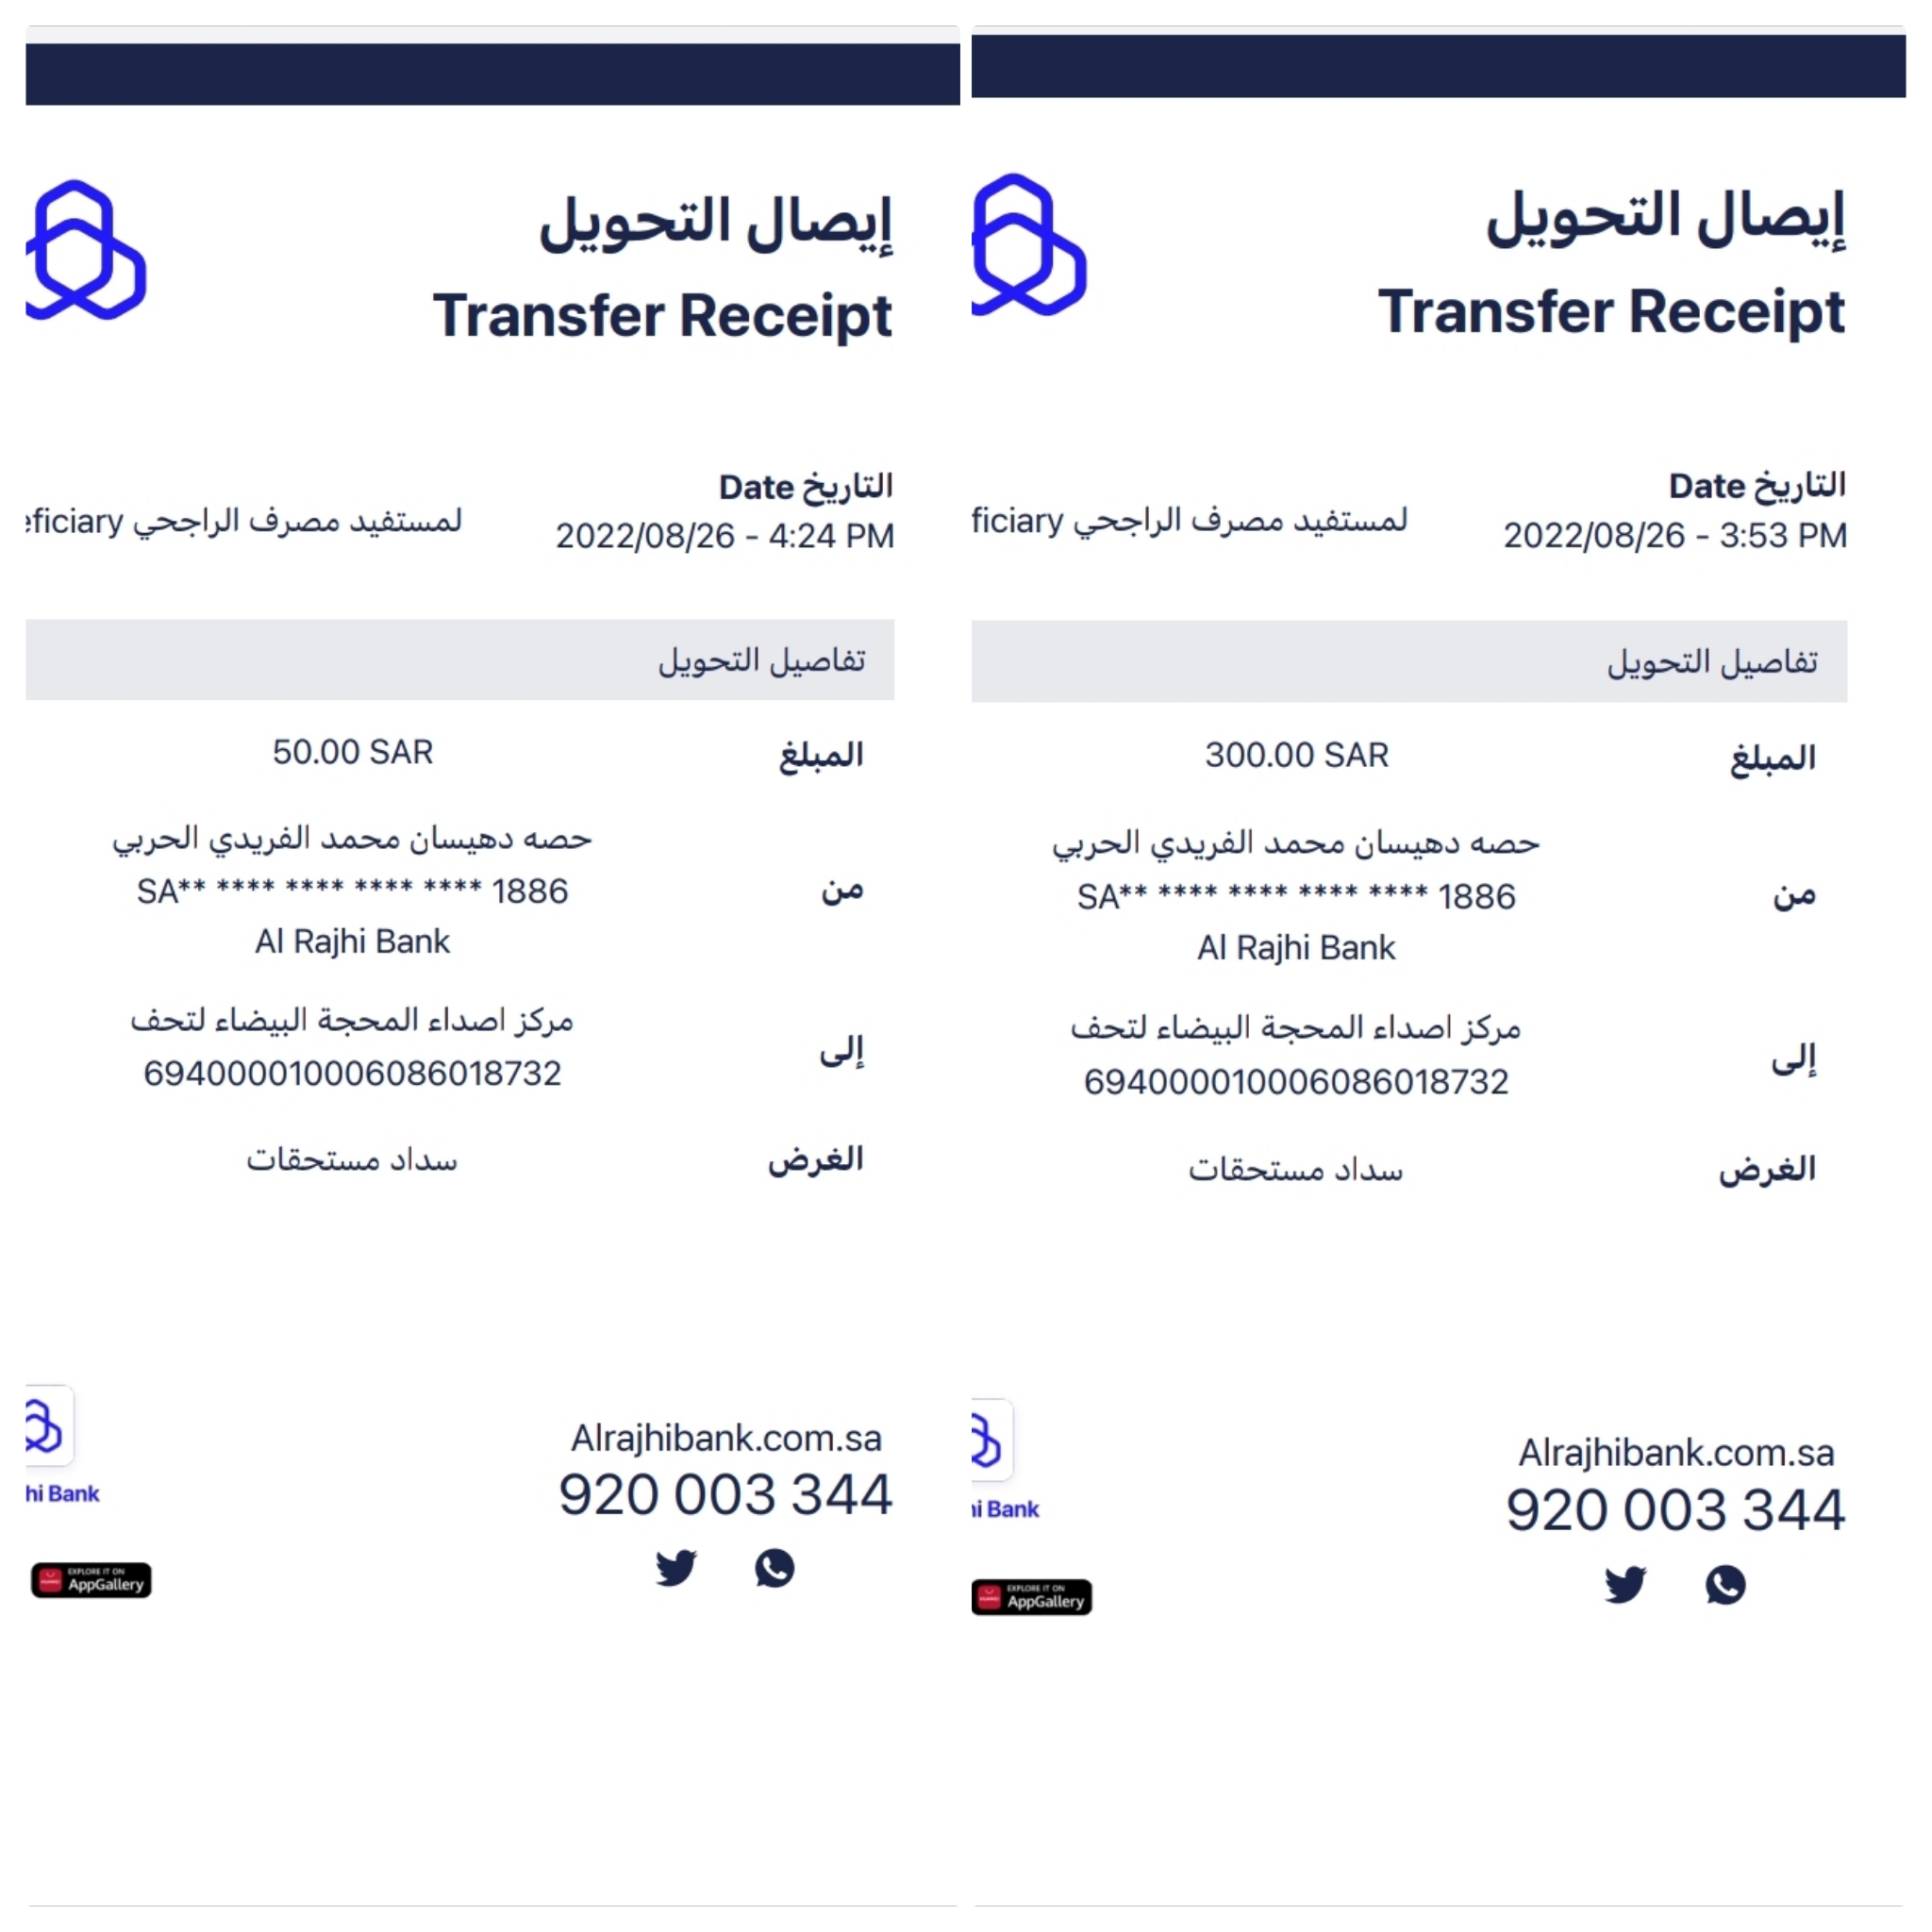 إيصال التحويل
Transfer Receipt
التاريخ Date
2022/08/26 - 4:24 PM
لمستفيد مصرف الراجحي eficiary
تفاصيل التحويل
المبلغ
50.00 SAR
من
حصه دهيسان محمد الفريدي الحربي
SA** **** **** **** **** 1886
Al Rajhi Bank
إلى
مركز اصداء المحجة البيضاء لتحف
694000010006086018732
الغرض
سداد مستحقات
Alrajhibank.com.sa
920 003 344
hi Bank
EXPLORE IT ON
AppGallery
إيصال التحويل
Transfer Receipt
التاريخ Date
2022/08/26 - 3:53 PM
لمستفيد مصرف الراجحي ficiary
تفاصيل التحويل
المبلغ
300.00 SAR
من
حصه دهيسان محمد الفريدي الحربي
SA** **** **** **** **** 1886
Al Rajhi Bank
إلى
مركز اصداء المحجة البيضاء لتحف
694000010006086018732
الغرض
سداد مستحقات
Alrajhibank.com.sa
920 003 344
hi Bank
EXPLORE IT ON
AppGallery